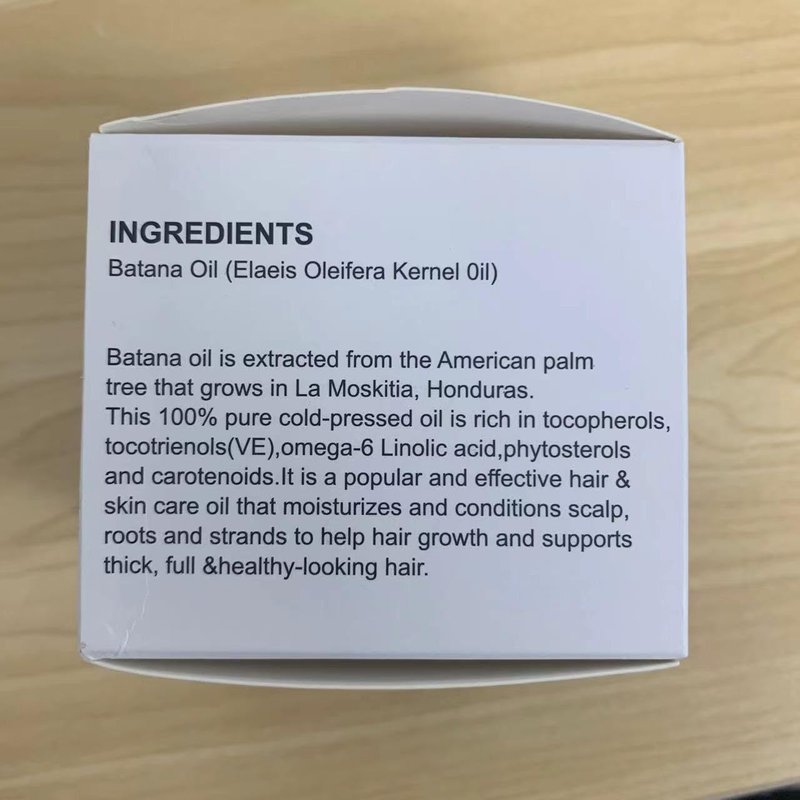 INGREDIENTS
Batana Oil (Elaeis Oleifera Kernel 0il)
Batana oil is extracted from the American palm
tree that grows in La Moskitia, Honduras.
This 100% pure cold-pressed oil is rich in tocopherols,
tocotrienols(VE),omega-6 Linolic acid,phytosterols
and carotenoids.It is a popular and effective hair &
skin care oil that moisturizes and conditions scalp,
roots and strands to help hair growth and supports
thick, full &healthy-looking hair.